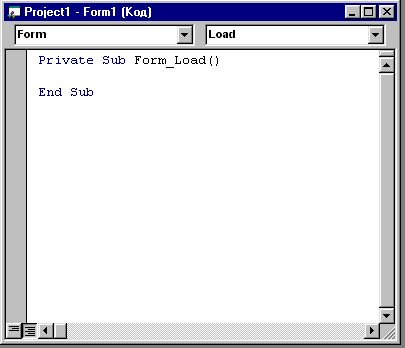 Project1 - Form1 (Код)
Form Load
Private Sub Form_Load()
End Sub